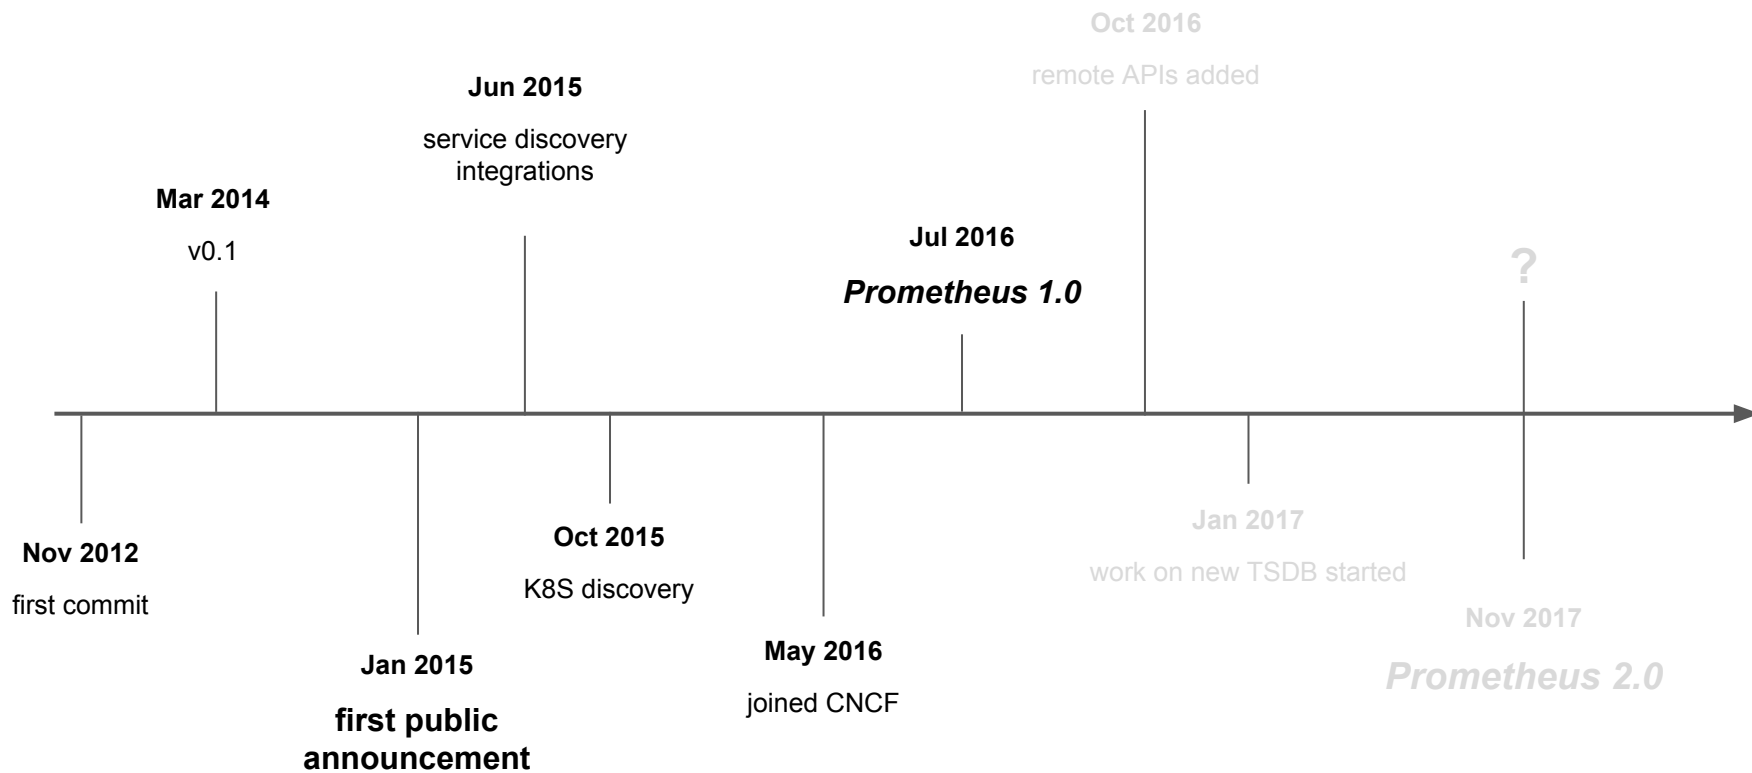 Nov 2012
first commit
Mar 2014
v0.1
Jan 2015
first public
announcement
Jun 2015
service discovery
integrations
Oct 2015
K8S discovery
May 2016
joined CNCF
Jul 2016
Prometheus 1.0
Oct 2016
remote APIs added
Jan 2017
work on new TSDB started
?
Nov 2017
Prometheus 2.0